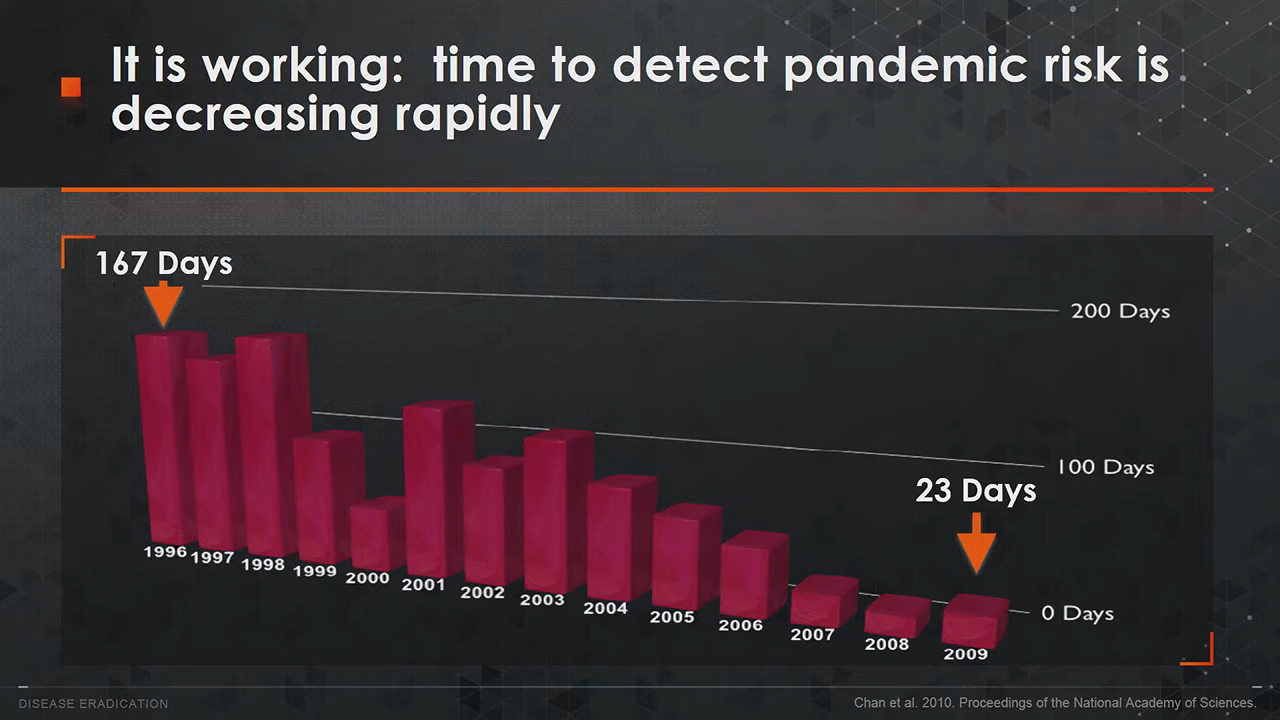 It is working: time to detect pandemic risk is
decreasing rapidly
167 Days
200 Days
100 Days
23 Days
0 Days
1996
1997
1998
1999
2000
2001
2002
2003
2004
2005
2006
2007
2008
2009
DISEASE ERADICATION
Chan et al. 2010. Proceedings of the National Academy of Sciences.